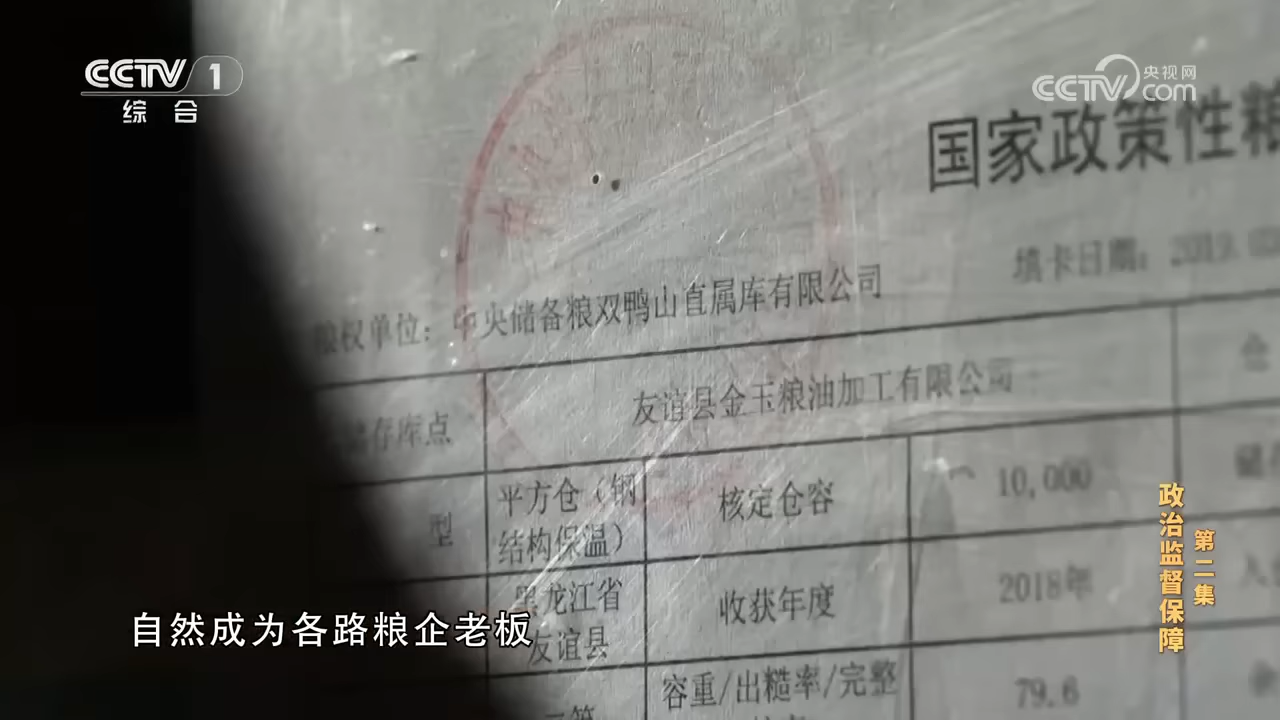 CCTV 1
综合
央视网
CCTV.com
国家政策性粮
填卡日期：2019.0
粮权单位：中央储备粮双鸭山直属库有限公司
存库点
友谊县金玉粮油加工有限公司
仓
型
平方仓（钢
结构保温）
核定仓容
10,000
黑龙江省
友谊县
收获年度
2018年
容重/出糙率/完整
79.6
自然成为各路粮企老板
第二集
政治监督保障